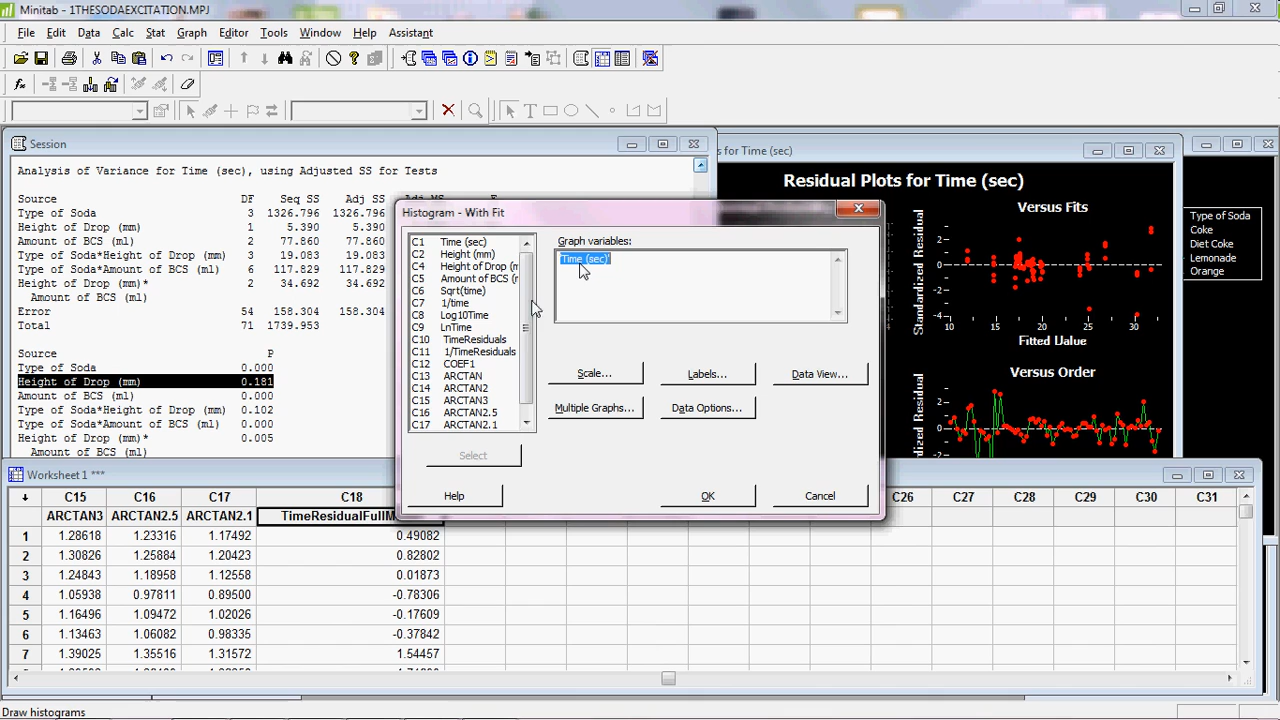 Minitab - 1THESODAEXCITATION.MPJ
File Edit Data Calc Stat Graph Editor Tools Window Help Assistant
Session
Analysis of Variance for Time (sec), using Adjusted SS for Tests
Source DF Seq SS Adj SS Adj MS F
Type of Soda 3 1326.796 1326.796
Height of Drop (mm) 1 5.390
Amount of BCS (ml) 2 77.860
Type of Soda*Height of Drop (mm) 3 19.083
Type of Soda*Amount of BCS (ml) 6 117.829
Height of Drop (mm)* 2 34.692
Amount of BCS (ml)
Error 54 158.304 158.304
Total 71 1739.953
Source P
Type of Soda 0.000
Height of Drop (mm) 0.181
Amount of BCS (ml) 0.000
Type of Soda*Height of Drop (mm) 0.102
Type of Soda*Amount of BCS (ml) 0.000
Height of Drop (mm)* 0.005
Amount of BCS (ml)
Histogram - With Fit
C1 Time (sec)
C2 Height (mm)
C4 Height of Drop (m
C5 Amount of BCS (m
C6 Sqrt(time)
C7 1/time
C8 Log10Time
C9 LnTime
C10 TimeResiduals
C11 1/TimeResiduals
C12 COEF1
C13 ARCTAN
C14 ARCTAN2
C15 ARCTAN3
C16 ARCTAN2.5
C17 ARCTAN2.1
Graph variables:
'Time (sec)'
Scale... Labels... Data View...
Multiple Graphs... Data Options...
Select
Help OK Cancel
s for Time (sec)
Residual Plots for Time (sec)
Versus Fits
Standardized Residual
2
0
-2
-4
10 15 20 25 30
Fitted Value
Versus Order
Standardized Residual
2
0
-2
Type of Soda
Coke
Diet Coke
Lemonade
Orange
Worksheet 1 ***
C15 C16 C17 C18 C26 C27 C28 C29 C30 C31
ARCTAN3 ARCTAN2.5 ARCTAN2.1 TimeResidualFullM
1 1.28618 1.23316 1.17492 0.49082
2 1.30826 1.25884 1.20423 0.82802
3 1.24843 1.18958 1.12558 0.01873
4 1.05938 0.97811 0.89500 -0.78306
5 1.16496 1.09472 1.02026 -0.17609
6 1.13463 1.06082 0.98335 -0.37842
7 1.39025 1.35516 1.31572 1.54457
Draw histograms